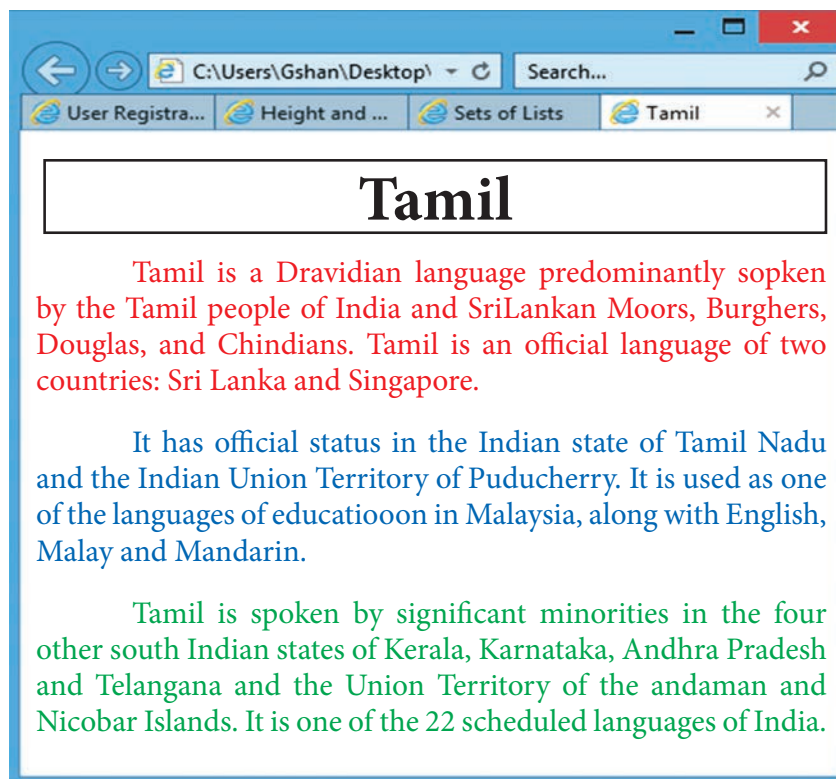 C:\Users\Gshan\Desktop\
Search...
User Registra...
Height and ...
Sets of Lists
Tamil
Tamil
Tamil is a Dravidian language predominantly sopken
by the Tamil people of India and SriLankan Moors, Burghers,
Douglas, and Chindians. Tamil is an official language of two
countries: Sri Lanka and Singapore.
It has official status in the Indian state of Tamil Nadu
and the Indian Union Territory of Puducherry. It is used as one
of the languages of educatiooon in Malaysia, along with English,
Malay and Mandarin.
Tamil is spoken by significant minorities in the four
other south Indian states of Kerala, Karnataka, Andhra Pradesh
and Telangana and the Union Territory of the andaman and
Nicobar Islands. It is one of the 22 scheduled languages of India.